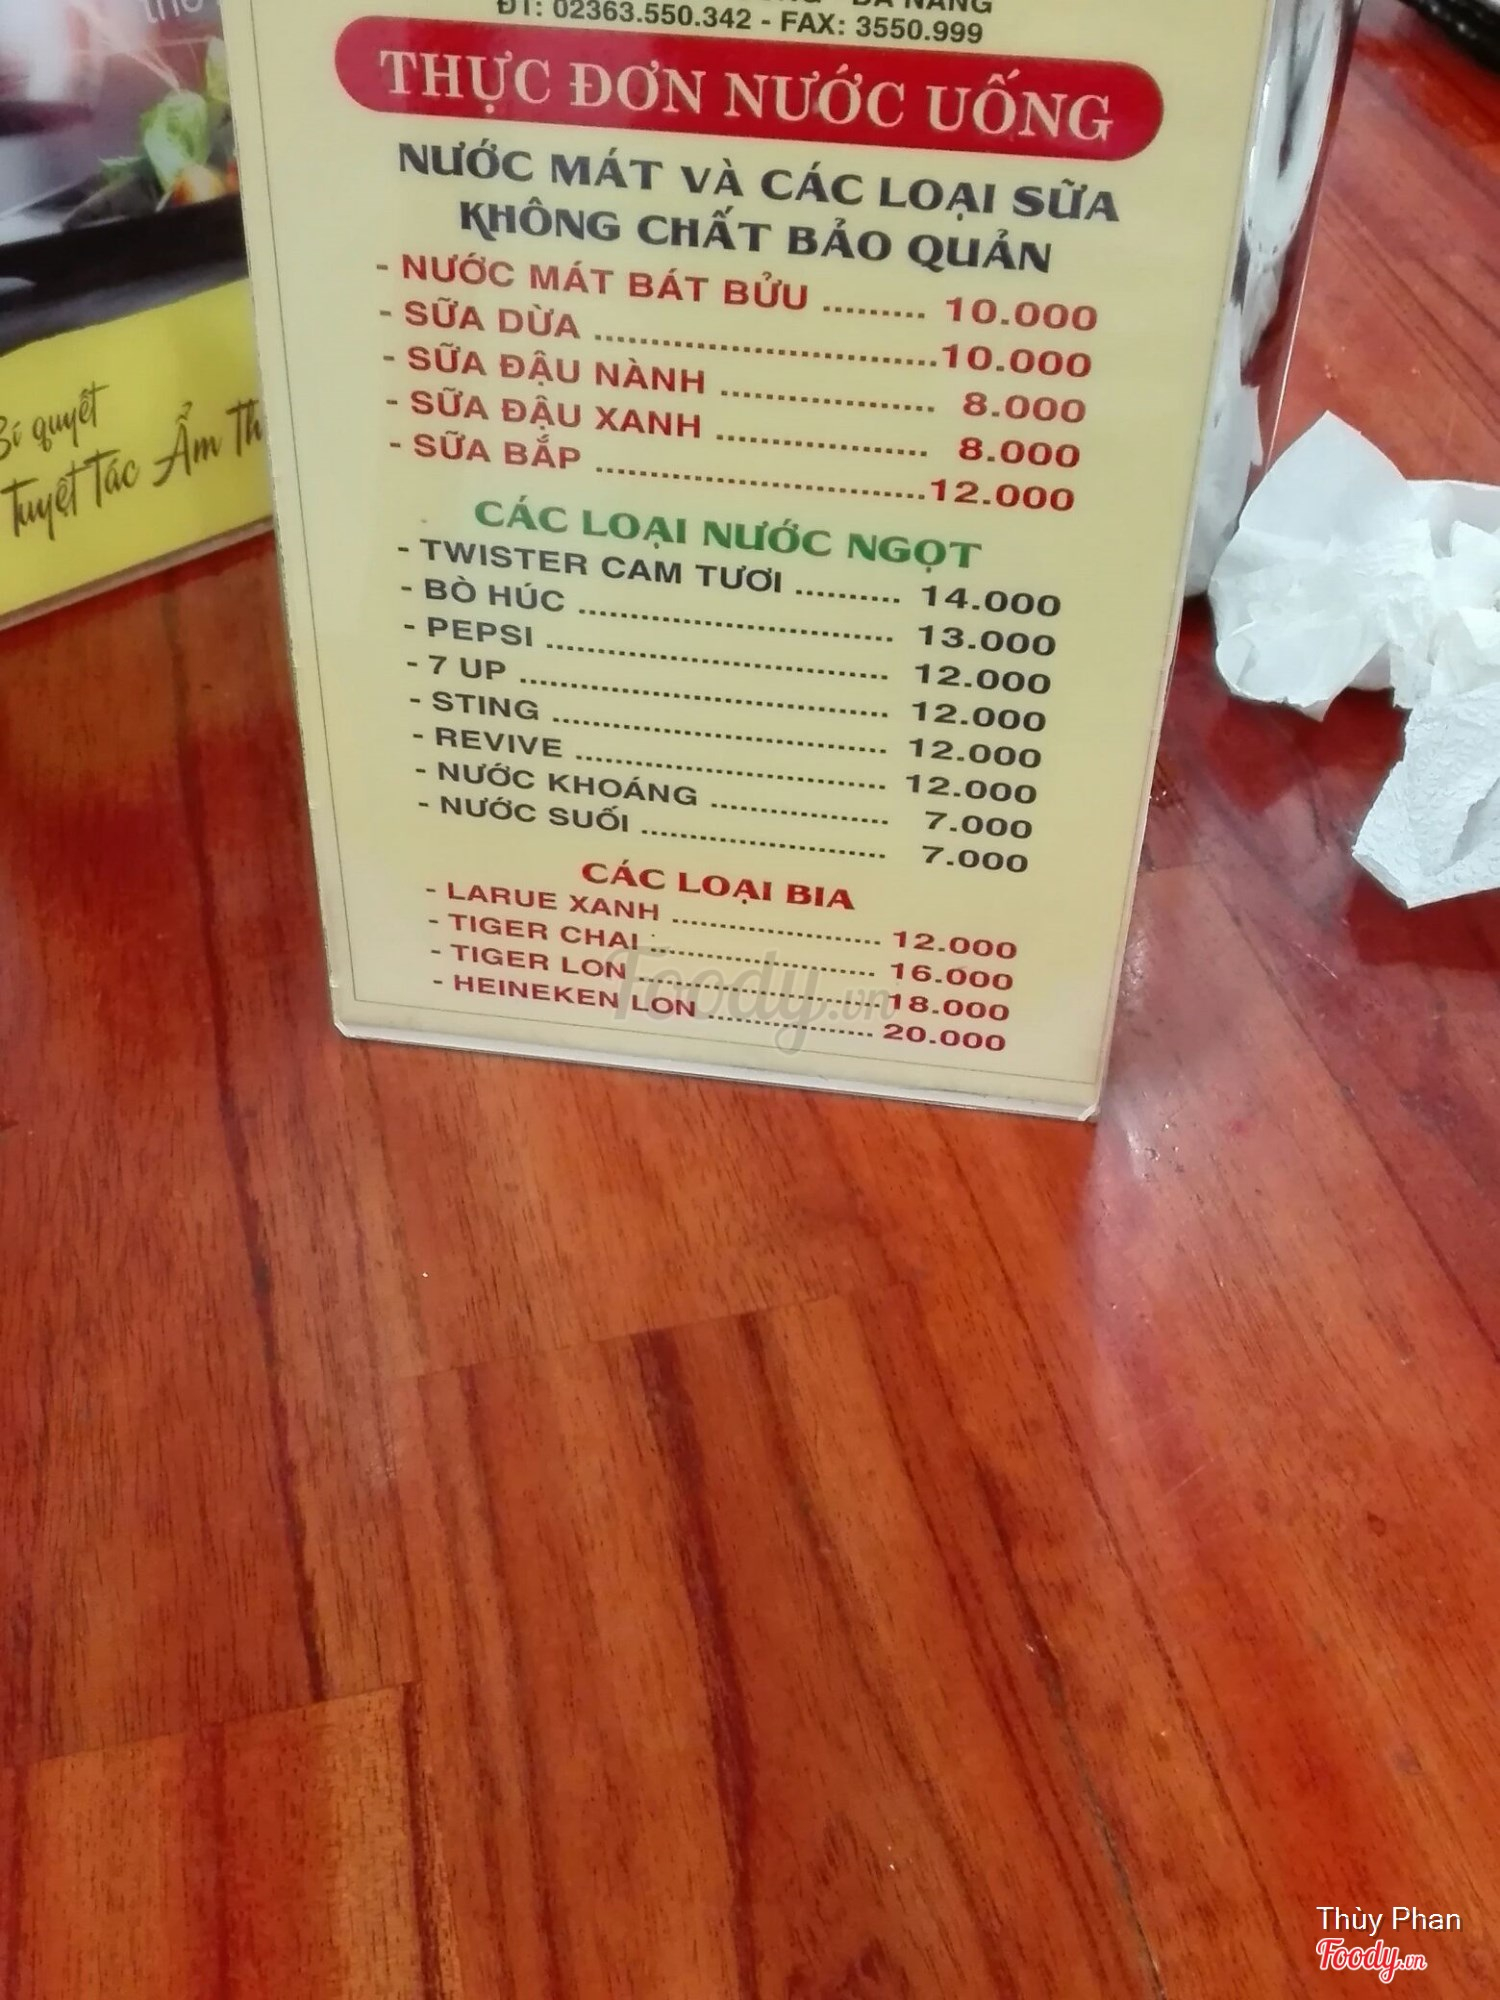 ĐT: 02363.550.342 - FAX: 3550.999
THỰC ĐƠN NƯỚC UỐNG
NƯỚC MÁT VÀ CÁC LOẠI SỮA
KHÔNG CHẤT BẢO QUẢN
- NƯỚC MÁT BÁT BỬU ......... 10.000
- SỮA DỪA .................................10.000
- SỮA ĐẬU NÀNH .................... 8.000
- SỮA ĐẬU XANH .................... 8.000
- SỮA BẮP ................................12.000
CÁC LOẠI NƯỚC NGỌT
- TWISTER CAM TƯƠI .......... 14.000
- BÒ HÚC ............................... 13.000
- PEPSI .................................. 12.000
- 7 UP .................................... 12.000
- STING ................................. 12.000
- REVIVE ............................... 12.000
- NƯỚC KHOÁNG .................. 7.000
- NƯỚC SUỐI ........................ 7.000
CÁC LOẠI BIA
- LARUE XANH ..................... 12.000
- TIGER CHAI ....................... 16.000
- TIGER LON .........................18.000
- HEINEKEN LON ................. 20.000
Foody.vn
Bí quyết
Tuyệt Tác Ẩm Th
Thùy Phan
Foody.vn